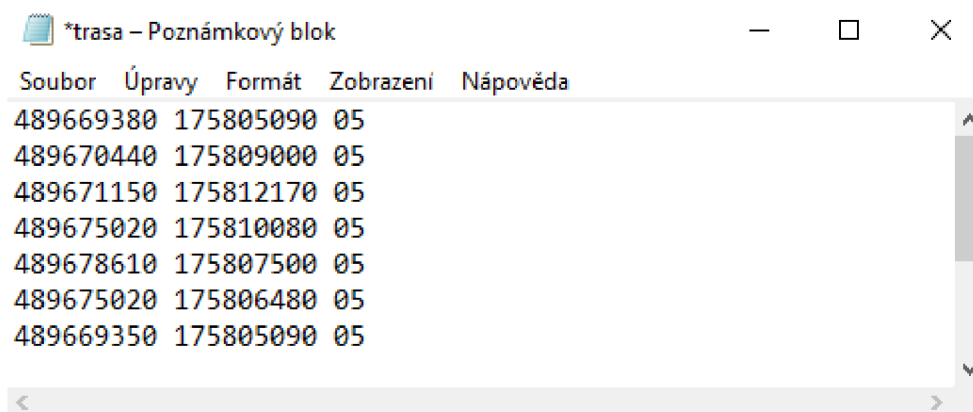 *trasa – Poznámkový blok
Soubor Úpravy Formát Zobrazení Nápověda
489669380 175805090 05
489670440 175809000 05
489671150 175812170 05
489675020 175810080 05
489678610 175807500 05
489675020 175806480 05
489669350 175805090 05